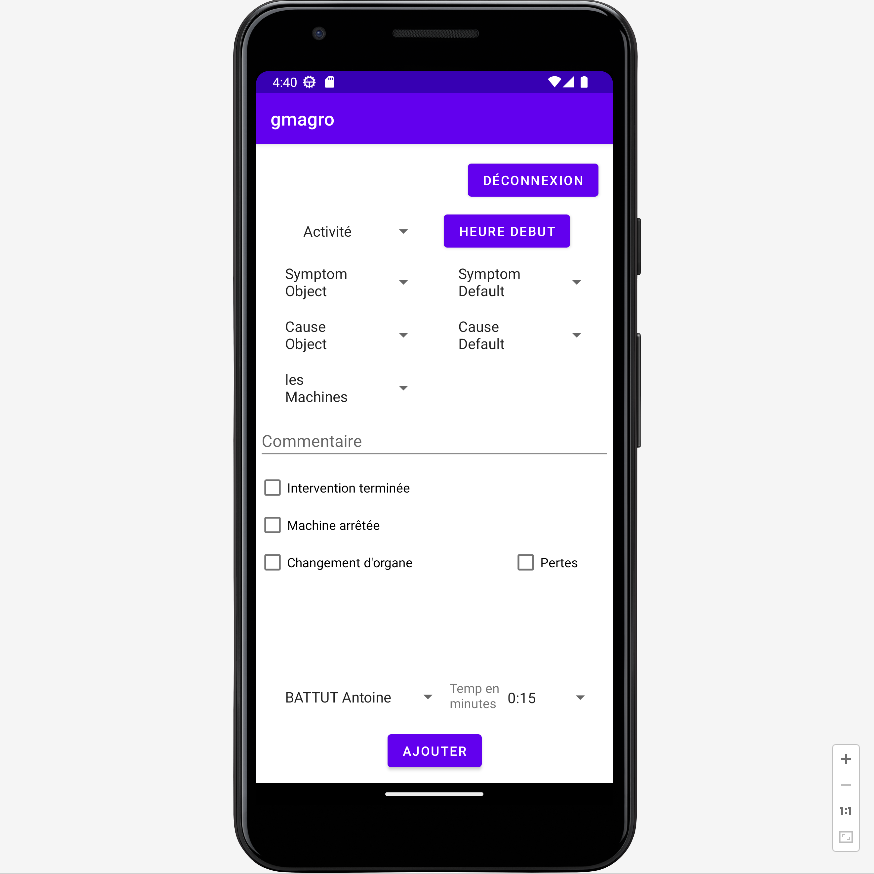 4:40
gmagro
DÉCONNEXION
Activité
HEURE DEBUT
Symptom
Object
Symptom
Default
Cause
Object
Cause
Default
les
Machines
Commentaire
Intervention terminée
Machine arrêtée
Changement d'organe
Pertes
BATTUT Antoine
Temp en
minutes
0:15
AJOUTER
1:1